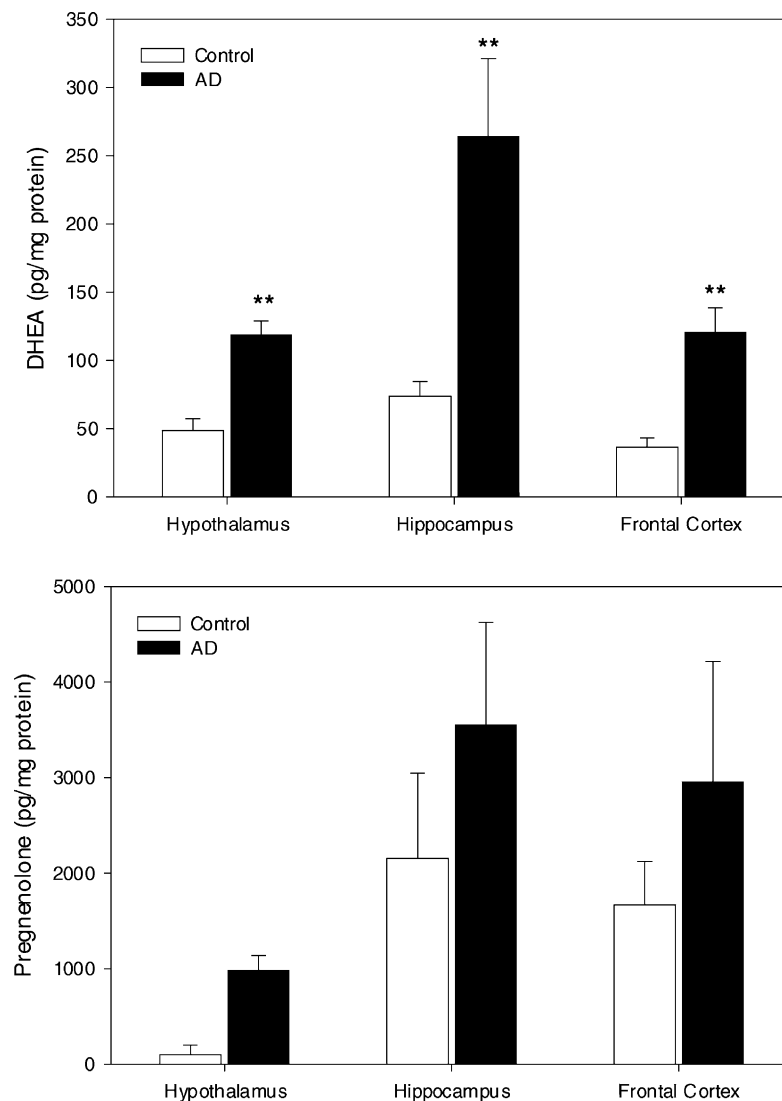 350
300
250
200
150
100
50
0
DHEA (pg/mg protein)
Control
AD
**
**
**
Hypothalamus Hippocampus Frontal Cortex
5000
4000
3000
2000
1000
0
Pregnenolone (pg/mg protein)
Control
AD
Hypothalamus Hippocampus Frontal Cortex